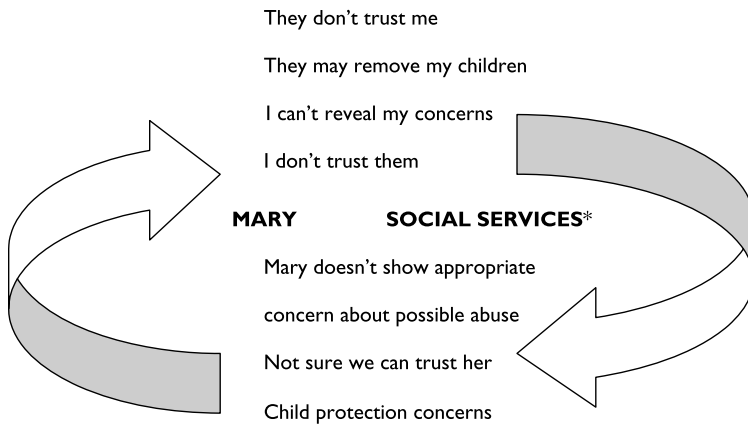 They don’t trust me
They may remove my children
I can’t reveal my concerns
I don’t trust them
MARY SOCIAL SERVICES*
Mary doesn’t show appropriate
concern about possible abuse
Not sure we can trust her
Child protection concerns